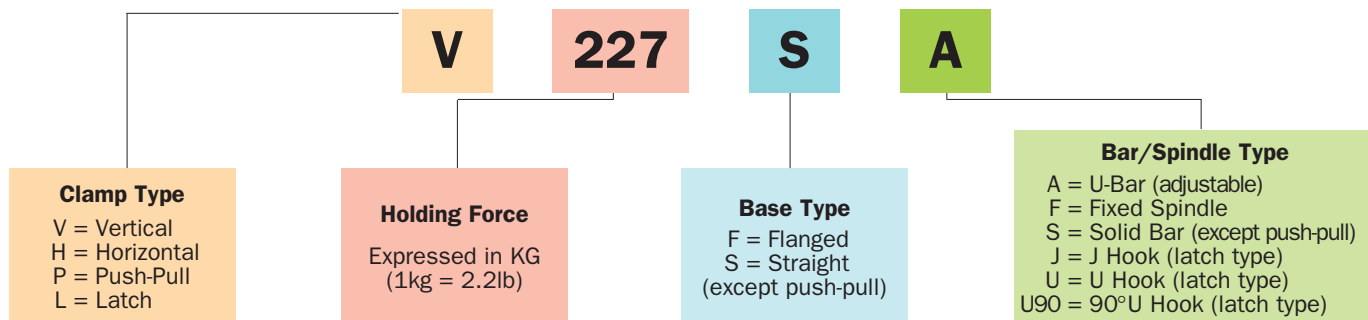 V 227 S A
Clamp Type
V = Vertical
H = Horizontal
P = Push-Pull
L = Latch
Holding Force
Expressed in KG
(1kg = 2.2lb)
Base Type
F = Flanged
S = Straight
(except push-pull)
Bar/Spindle Type
A = U-Bar (adjustable)
F = Fixed Spindle
S = Solid Bar (except push-pull)
J = J Hook (latch type)
U = U Hook (latch type)
U90 = 90°U Hook (latch type)